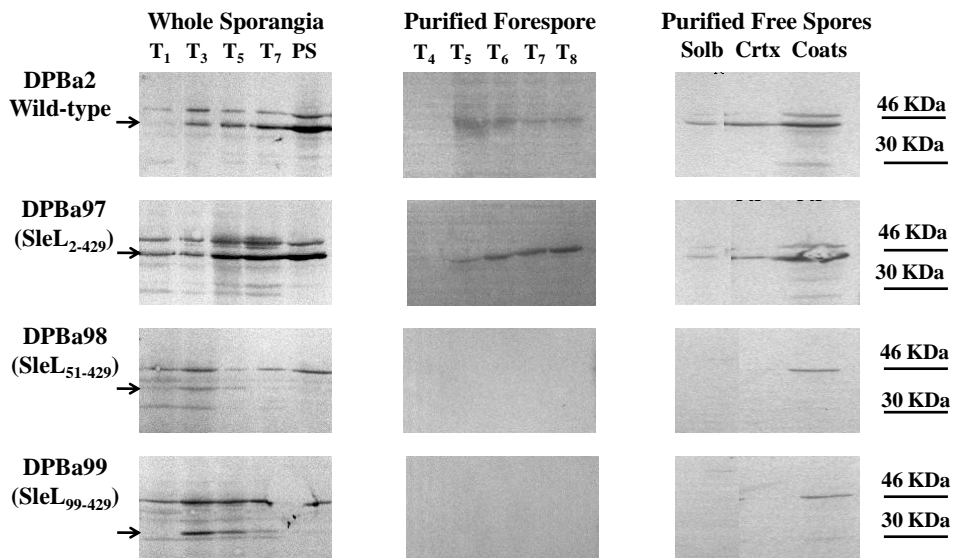 Whole Sporangia Purified Forespore Purified Free Spores
T1 T3 T5 T7 PS T4 T5 T6 T7 T8 Solb Crtx Coats
DPBa2
Wild-type
46 KDa
30 KDa
DPBa97
(SleL2-429)
46 KDa
30 KDa
DPBa98
(SleL51-429)
46 KDa
30 KDa
DPBa99
(SleL99-429)
46 KDa
30 KDa